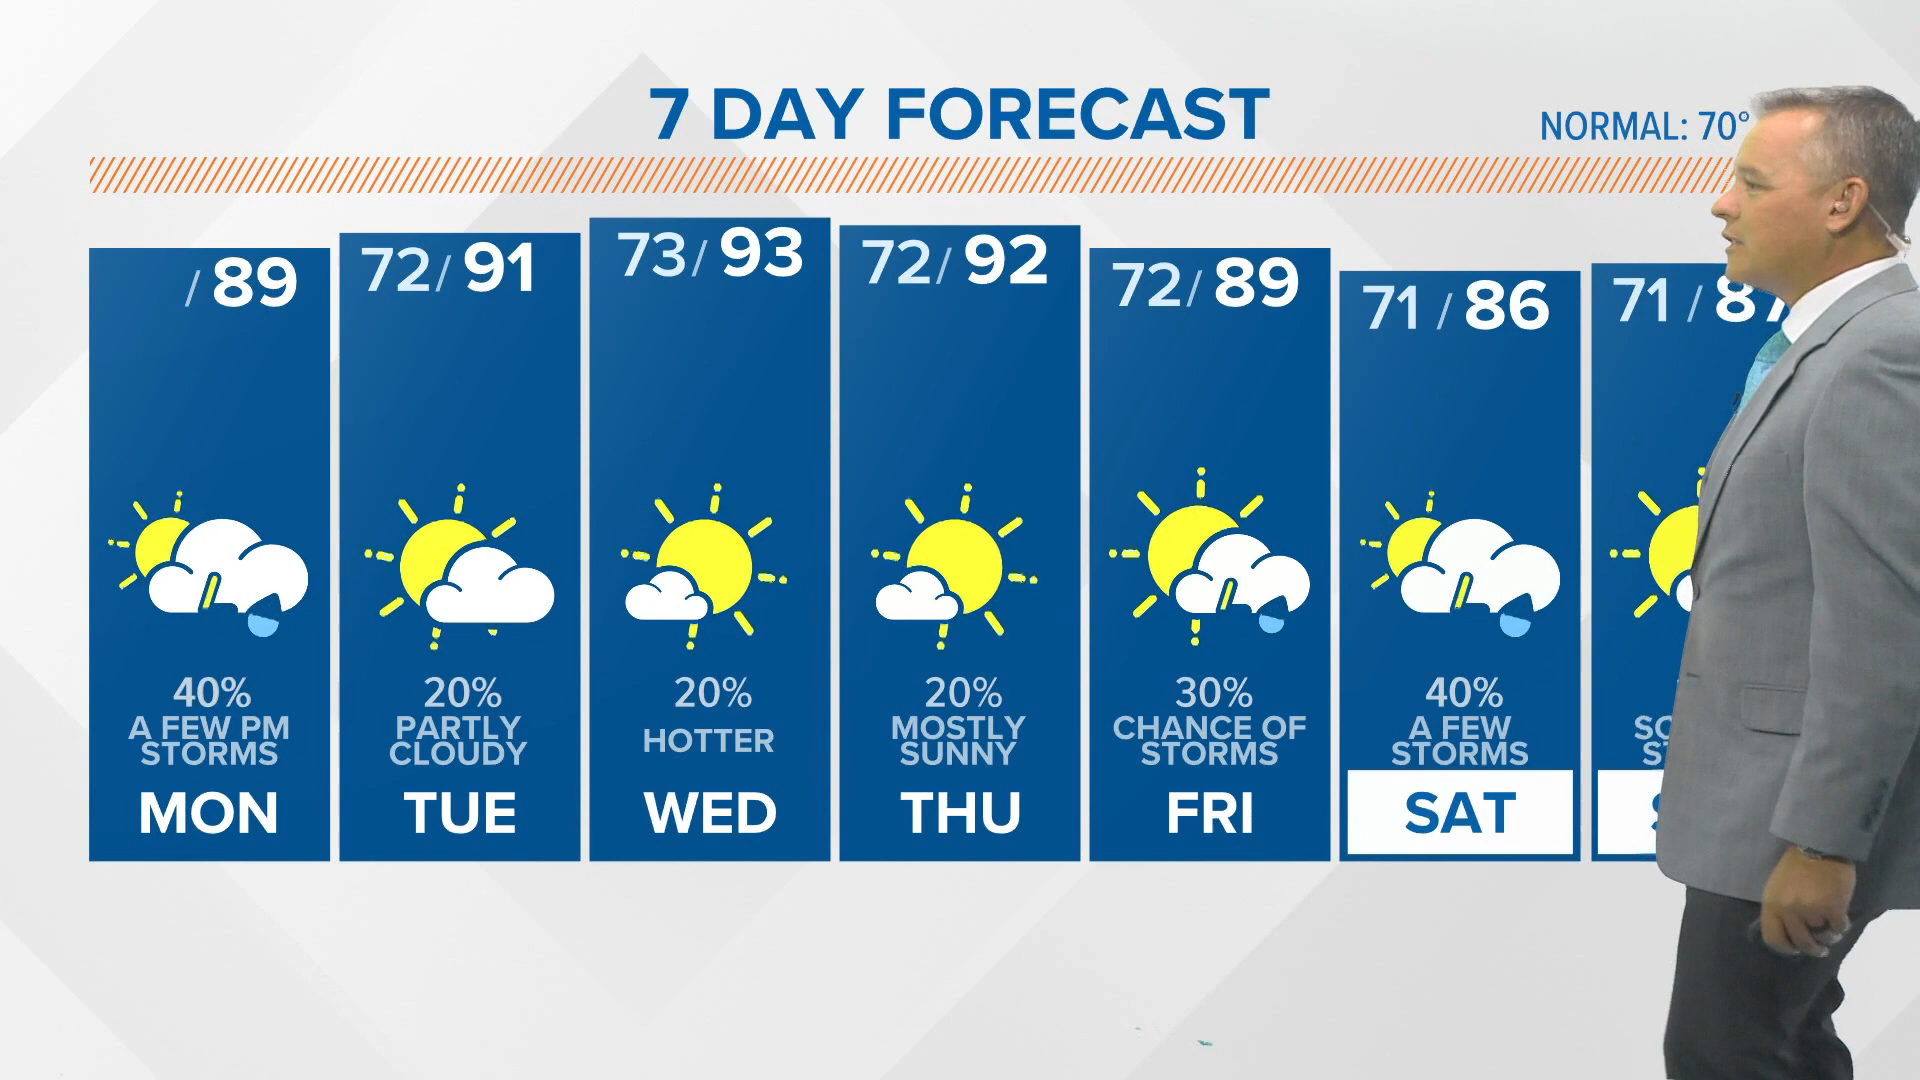 7 DAY FORECAST
NORMAL: 70°
/ 89
72/ 91
73/ 93
72/ 92
72/ 89
71 / 86
71 / 87
40%
A FEW PM
STORMS
MON
20%
PARTLY
CLOUDY
TUE
20%
HOTTER
WED
20%
MOSTLY
SUNNY
THU
30%
CHANCE OF
STORMS
FRI
40%
A FEW
STORMS
SAT